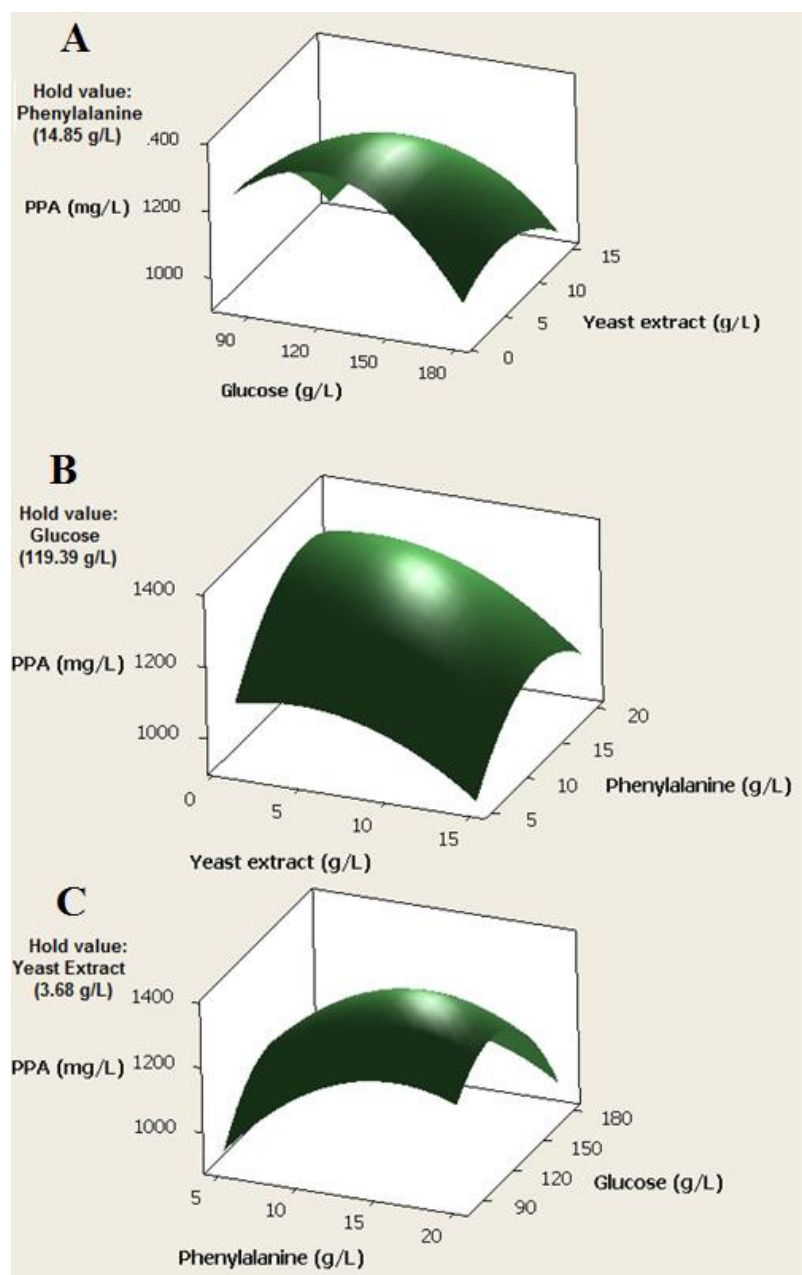 A
Hold value:
Phenylalanine
(14.85 g/L)
.400
PPA (mg/L)
1200
1000
90
120
150
180
Glucose (g/L)
0
5
10
15
Yeast extract (g/L)
B
Hold value:
Glucose
(119.39 g/L)
1400
PPA (mg/L)
1200
1000
0
5
10
15
Yeast extract (g/L)
5
10
15
20
Phenylalanine (g/L)
C
Hold value:
Yeast Extract
(3.68 g/L)
1400
PPA (mg/L)
1200
1000
5
10
15
20
Phenylalanine (g/L)
90
120
150
180
Glucose (g/L)